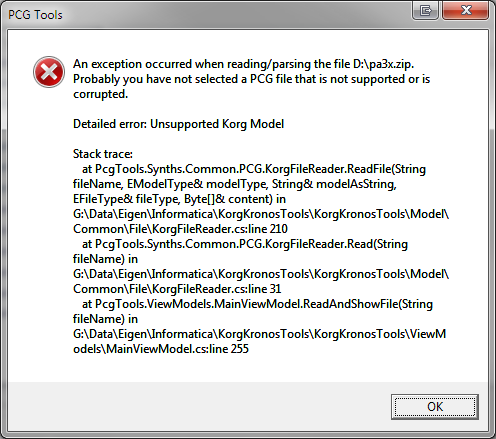 PCG Tools
An exception occurred when reading/parsing the file D:\pa3x.zip.
Probably you have not selected a PCG file that is not supported or is
corrupted.
Detailed error: Unsupported Korg Model
Stack trace:
at PcgTools.Synths.Common.PCG.KorgFileReader.ReadFile(String
fileName, EModelType& modelType, String& modelAsString,
EFileType& fileType, Byte[]& content) in
G:\Data\Eigen\Informatica\KorgKronosTools\KorgKronosTools\Model\
Common\File\KorgFileReader.cs:line 210
at PcgTools.Synths.Common.PCG.KorgFileReader.Read(String
fileName) in
G:\Data\Eigen\Informatica\KorgKronosTools\KorgKronosTools\Model\
Common\File\KorgFileReader.cs:line 31
at PcgTools.ViewModels.MainViewModel.ReadAndShowFile(String
fileName) in
G:\Data\Eigen\Informatica\KorgKronosTools\KorgKronosTools\ViewM
odels\MainViewModel.cs:line 255
OK